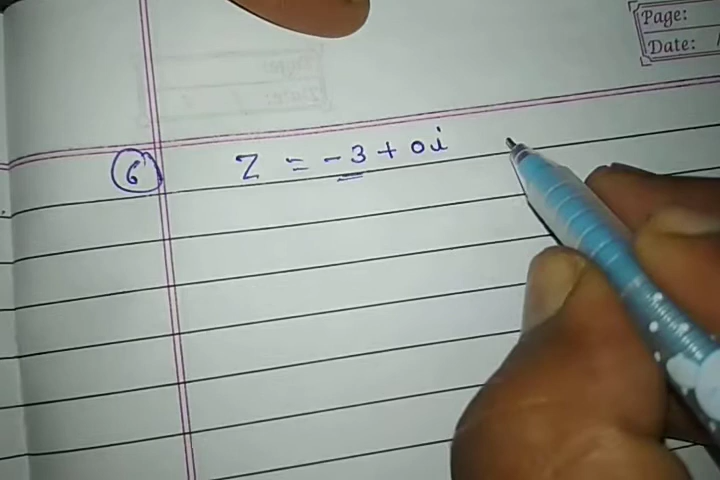 Page:
Date:
6 Z = -3 + 0i